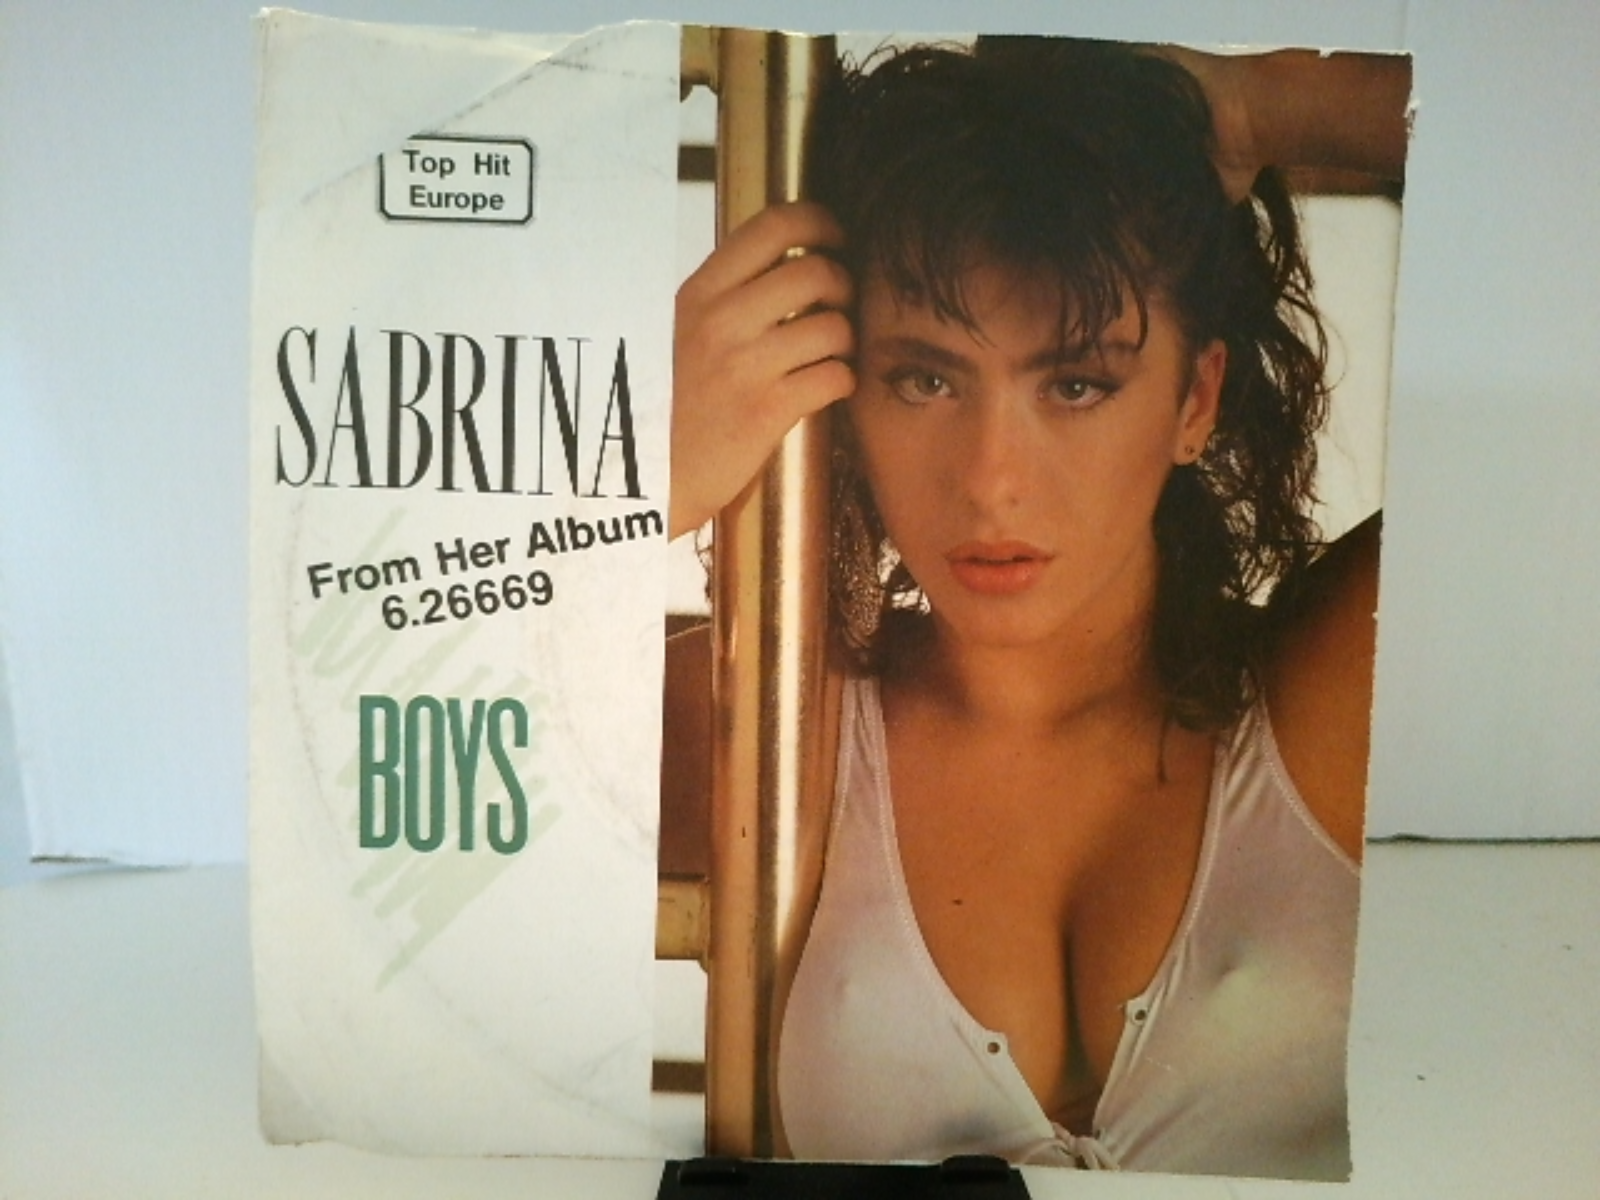 Top Hit
Europe
SABRINA
From Her Album
6.26669
BOYS